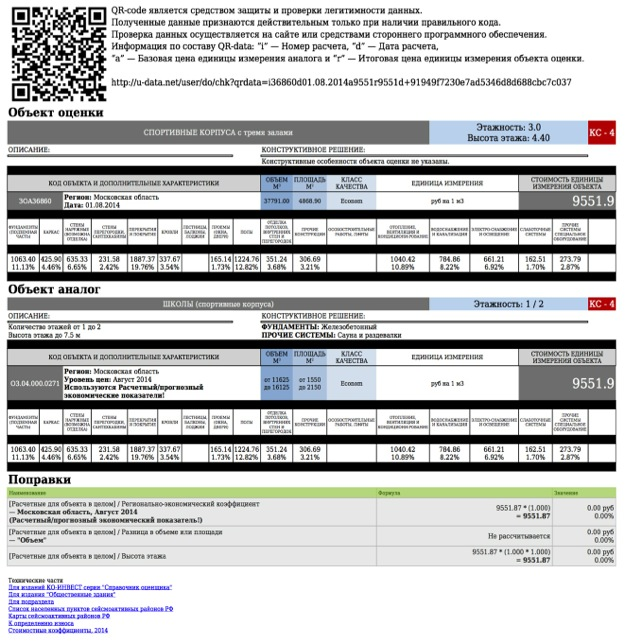 QR-code является средством защиты и проверки легитимности данных.
Полученные данные признаются действительным только при наличии правильного кода.
Проверка данных осуществляется на сайте или средствами стороннего программного обеспечения.
Информация по составу QR-data: "i" — Номер расчета, "d" — Дата расчета,
"a" — Базовая цена единицы измерения аналога и "r" — Итоговая цена единицы измерения объекта оценки.
http://u-data.net/user/do/chk?qrdata=i36860d01.08.2014a9551r9551d+91949f7230e7ad5346d8d688cbc7c037
Объект оценки
СПОРТИВНЫЕ КОРПУСА с тремя залами
Этажность: 3.0
Высота этажа: 4.40
КС - 4
ОПИСАНИЕ:
КОНСТРУКТИВНОЕ РЕШЕНИЕ:
Конструктивные особенности объекта оценки не указаны.
КОД ОБЪЕКТА И ДОПОЛНИТЕЛЬНЫЕ ХАРАКТЕРИСТИКИ
ОБЪЕМ М³
ПЛОЩАДЬ М²
КЛАСС КАЧЕСТВА
ЕДИНИЦА ИЗМЕРЕНИЯ
СТОИМОСТЬ ЕДИНИЦЫ ИЗМЕРЕНИЯ ОБЪЕКТА
ЗОА36860
Регион: Московская область
Дата: 01.08.2014
37791.00
4868.90
Econom
руб на 1 м3
9551.9
ФУНДАМЕНТЫ (ПОДЗЕМНАЯ ЧАСТЬ)
КАРКАС
СТЕНЫ НАРУЖНЫЕ (ВОЗМОЖНА ОТДЕЛКА)
СТЕНЫ ПЕРЕГОРОДКИ, САНТЕХКАБИНЫ
ПЕРЕКРЫТИЯ И ПОКРЫТИЕ
КРОВЛИ
ЛЕСТНИЦЫ, БАЛКОНЫ, ЛОДЖИИ
ПРОЕМЫ (ОКНА, ДВЕРИ)
ПОЛЫ
ОТДЕЛКА ПОТОЛКОВ, ВНУТРЕННИХ СТЕН И ПЕРЕГОРОДОК
ПРОЧИЕ КОНСТРУКЦИИ
ОСОБОСТРОИТЕЛЬНЫЕ РАБОТЫ, ЛИФТЫ
ОТОПЛЕНИЕ, ВЕНТИЛЯЦИЯ И КОНДИЦИОНИРОВАНИЕ
ВОДОСНАБЖЕНИЕ И КАНАЛИЗАЦИЯ
ЭЛЕКТРО-СНАБЖЕНИЕ И ОСВЕЩЕНИЕ
СЛАБОТОЧНЫЕ СИСТЕМЫ
ПРОЧИЕ СИСТЕМЫ СПЕЦИАЛЬНОЕ ОБОРУДОВАНИЕ
1063.40 425.90 635.33 231.58 1887.37 337.67 165.14 1224.76 351.24 306.69 1040.42 784.86 661.21 162.51 273.79
11.13% 4.46% 6.65% 2.42% 19.76% 3.54% 1.73% 12.82% 3.68% 3.21% 10.89% 8.22% 6.92% 1.70% 2.87%
Объект аналог
ШКОЛЫ (спортивные корпуса)
Этажность: 1 / 2
КС - 4
ОПИСАНИЕ:
КОНСТРУКТИВНОЕ РЕШЕНИЕ:
Количество этажей от 1 до 2
Высота этажа до 7.5 м
ФУНДАМЕНТЫ: Железобетонный
ПРОЧИЕ СИСТЕМЫ: Сауна и раздевалки
КОД ОБЪЕКТА И ДОПОЛНИТЕЛЬНЫЕ ХАРАКТЕРИСТИКИ
ОБЪЕМ М³
ПЛОЩАДЬ М²
КЛАСС КАЧЕСТВА
ЕДИНИЦА ИЗМЕРЕНИЯ
СТОИМОСТЬ ЕДИНИЦЫ ИЗМЕРЕНИЯ ОБЪЕКТА
О3.04.000.0271
Регион: Московская область
Уровень цен: Август 2014
Используются Расчетный/прогнозный
экономические показатели!
от 11625
до 16125
от 1550
до 2150
Econom
руб на 1 м3
9551.9
ФУНДАМЕНТЫ (ПОДЗЕМНАЯ ЧАСТЬ)
КАРКАС
СТЕНЫ НАРУЖНЫЕ (ВОЗМОЖНА ОТДЕЛКА)
СТЕНЫ ПЕРЕГОРОДКИ, САНТЕХКАБИНЫ
ПЕРЕКРЫТИЯ И ПОКРЫТИЕ
КРОВЛИ
ЛЕСТНИЦЫ, БАЛКОНЫ, ЛОДЖИИ
ПРОЕМЫ (ОКНА, ДВЕРИ)
ПОЛЫ
ОТДЕЛКА ПОТОЛКОВ, ВНУТРЕННИХ СТЕН И ПЕРЕГОРОДОК
ПРОЧИЕ КОНСТРУКЦИИ
ОСОБОСТРОИТЕЛЬНЫЕ РАБОТЫ, ЛИФТЫ
ОТОПЛЕНИЕ, ВЕНТИЛЯЦИЯ И КОНДИЦИОНИРОВАНИЕ
ВОДОСНАБЖЕНИЕ И КАНАЛИЗАЦИЯ
ЭЛЕКТРО-СНАБЖЕНИЕ И ОСВЕЩЕНИЕ
СЛАБОТОЧНЫЕ СИСТЕМЫ
ПРОЧИЕ СИСТЕМЫ СПЕЦИАЛЬНОЕ ОБОРУДОВАНИЕ
1063.40 425.90 635.33 231.58 1887.37 337.67 165.14 1224.76 351.24 306.69 1040.42 784.86 661.21 162.51 273.79
11.13% 4.46% 6.65% 2.42% 19.76% 3.54% 1.73% 12.82% 3.68% 3.21% 10.89% 8.22% 6.92% 1.70% 2.87%
Поправки
Наименование Формула Значение
[Расчетные для объекта в целом] / Регионально-экономический коэффициент
— Московская область, Август 2014
(Расчетный/прогнозный экономический показатель!)
9551.87 * (1.000)
= 9551.87
0.00 руб
0.00%
[Расчетные для объекта в целом] / Разница в объеме или площади
— "Объем"
Не рассчитывается
0.00 руб
0.00%
[Расчетные для объекта в целом] / Высота этажа
9551.87 * (1.000 * 1.000)
= 9551.87
0.00 руб
0.00%
Технические части
Для изданий КО-ИНВЕСТ серии "Справочник оценщика"
Для издания "Общественные здания"
Для подраздела
Список населенных пунктов сейсмоактивных районов РФ
Карты сейсмоактивных районов РФ
К определению износа
Стоимостные коэффициенты, 2014